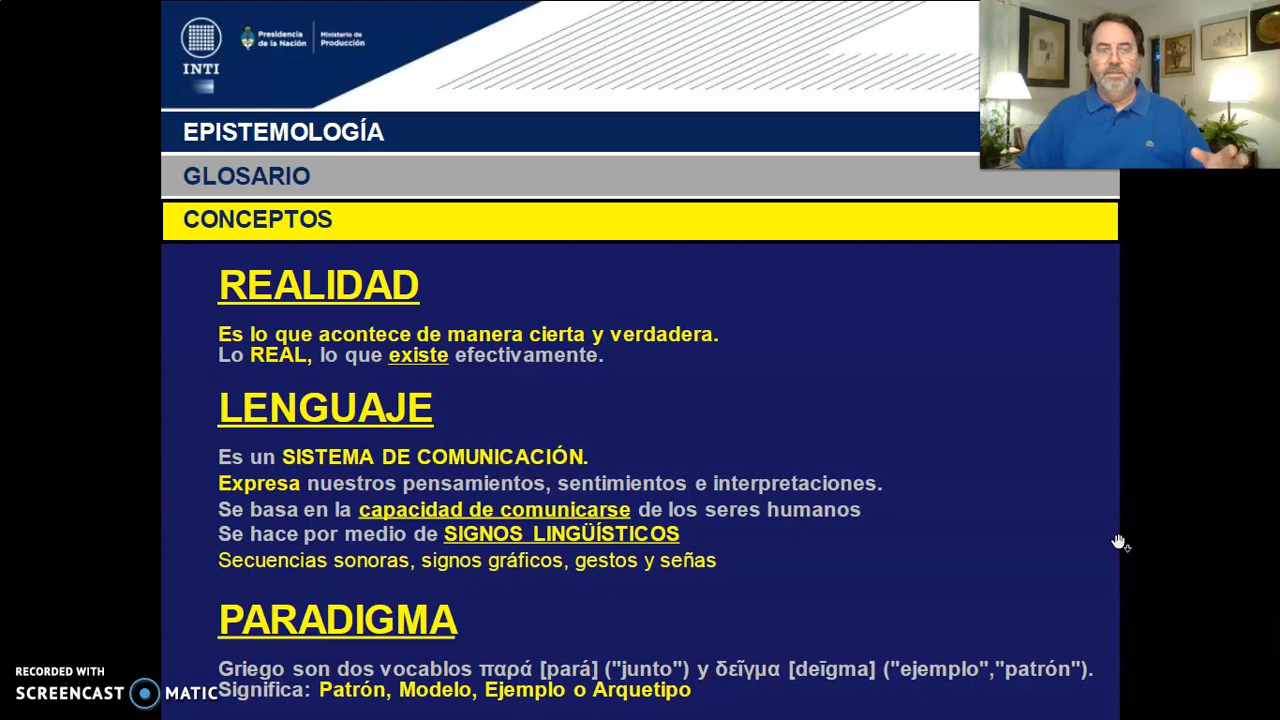 INTI
Presidencia
de la Nación
Ministerio de
Producción
EPISTEMOLOGÍA
GLOSARIO
CONCEPTOS
REALIDAD
Es lo que acontece de manera cierta y verdadera.
Lo REAL, lo que existe efectivamente.
LENGUAJE
Es un SISTEMA DE COMUNICACIÓN.
Expresa nuestros pensamientos, sentimientos e interpretaciones.
Se basa en la capacidad de comunicarse de los seres humanos
Se hace por medio de SIGNOS LINGÜÍSTICOS
Secuencias sonoras, signos gráficos, gestos y señas
PARADIGMA
Griego son dos vocablos παρά [pará] ("junto") y δεῖγμα [deīgma] ("ejemplo","patrón").
Significa: Patrón, Modelo, Ejemplo o Arquetipo
RECORDED WITH
SCREENCAST MATIC